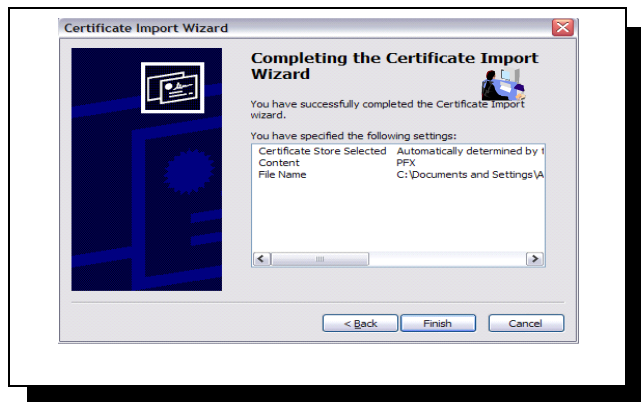 Certificate Import Wizard
Completing the Certificate Import
Wizard
You have successfully completed the Certificate Import
wizard.
You have specified the following settings:
Certificate Store Selected Automatically determined by t
Content PFX
File Name C:\Documents and Settings\A
< Back Finish Cancel